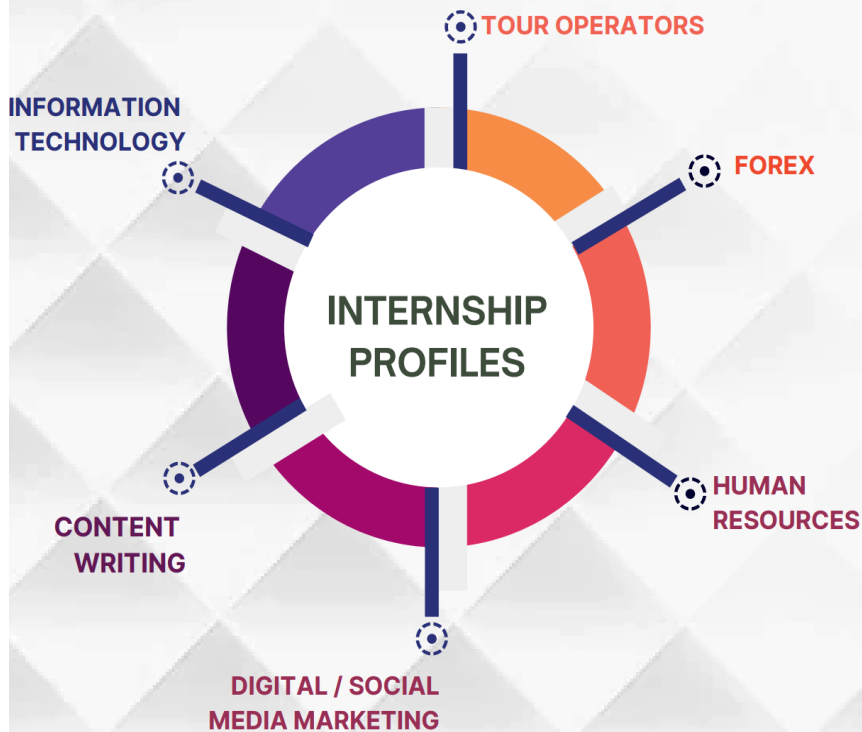 TOUR OPERATORS
INFORMATION
TECHNOLOGY
FOREX
INTERNSHIP
PROFILES
HUMAN
RESOURCES
CONTENT
WRITING
DIGITAL / SOCIAL
MEDIA MARKETING